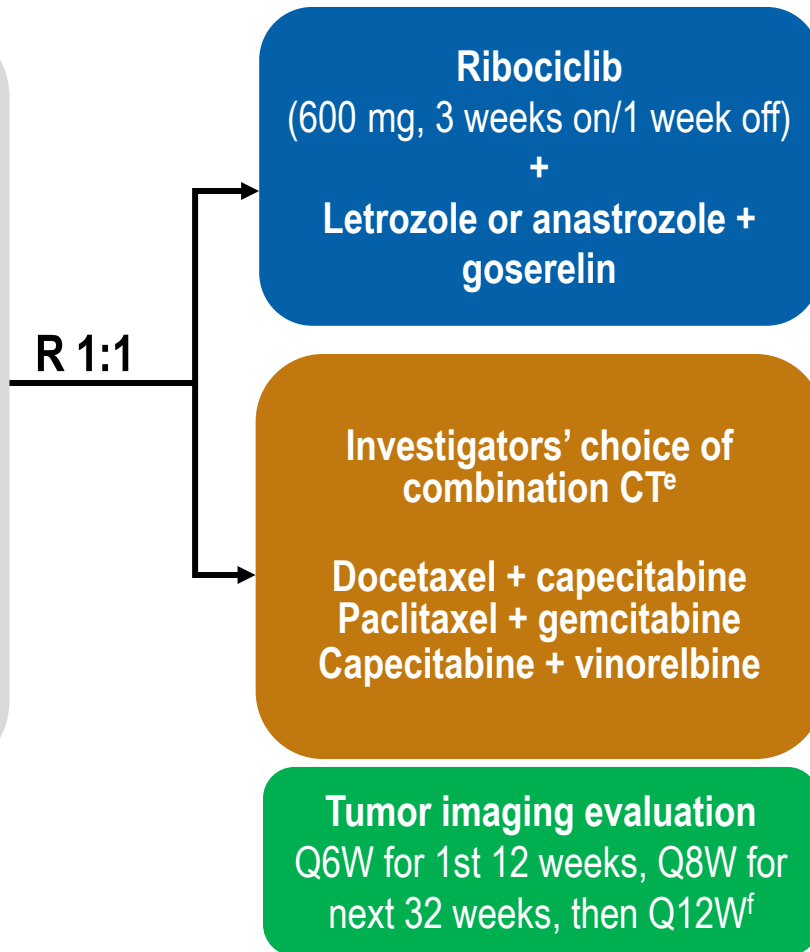 Ribociclib
(600 mg, 3 weeks on/1 week off)
+
Letrozole or anastrozole +
goserelin
R 1:1
Investigators’ choice of
combination CTᵉ
Docetaxel + capecitabine
Paclitaxel + gemcitabine
Capecitabine + vinorelbine
Tumor imaging evaluation
Q6W for 1st 12 weeks, Q8W for
next 32 weeks, then Q12Wᶠ